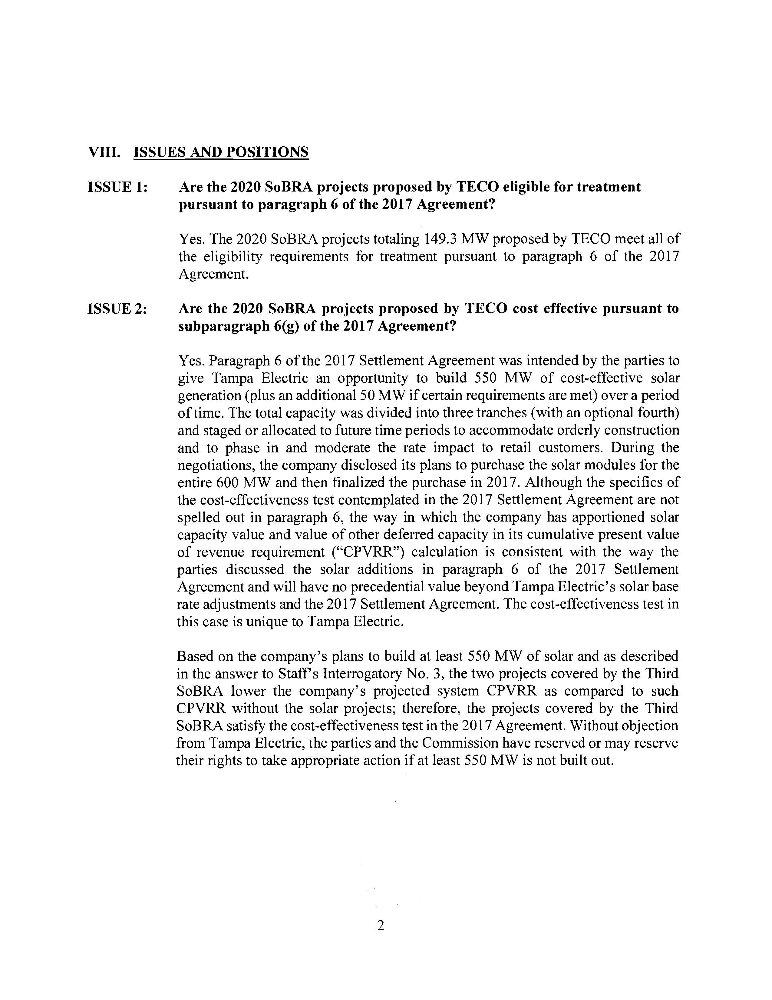 VIII. ISSUES AND POSITIONS
ISSUE 1: Are the 2020 SoBRA projects proposed by TECO eligible for treatment
pursuant to paragraph 6 of the 2017 Agreement?
Yes. The 2020 SoBRA projects totaling 149.3 MW proposed by TECO meet all of
the eligibility requirements for treatment pursuant to paragraph 6 of the 2017
Agreement.
ISSUE 2: Are the 2020 SoBRA projects proposed by TECO cost effective pursuant to
subparagraph 6(g) of the 2017 Agreement?
Yes. Paragraph 6 of the 2017 Settlement Agreement was intended by the parties to
give Tampa Electric an opportunity to build 550 MW of cost-effective solar
generation (plus an additional 50 MW if certain requirements are met) over a period
of time. The total capacity was divided into three tranches (with an optional fourth)
and staged or allocated to future time periods to accommodate orderly construction
and to phase in and moderate the rate impact to retail customers. During the
negotiations, the company disclosed its plans to purchase the solar modules for the
entire 600 MW and then finalized the purchase in 2017. Although the specifics of
the cost-effectiveness test contemplated in the 2017 Settlement Agreement are not
spelled out in paragraph 6, the way in which the company has apportioned solar
capacity value and value of other deferred capacity in its cumulative present value
of revenue requirement (“CPVRR”) calculation is consistent with the way the
parties discussed the solar additions in paragraph 6 of the 2017 Settlement
Agreement and will have no precedential value beyond Tampa Electric’s solar base
rate adjustments and the 2017 Settlement Agreement. The cost-effectiveness test in
this case is unique to Tampa Electric.
Based on the company’s plans to build at least 550 MW of solar and as described
in the answer to Staff’s Interrogatory No. 3, the two projects covered by the Third
SoBRA lower the company’s projected system CPVRR as compared to such
CPVRR without the solar projects; therefore, the projects covered by the Third
SoBRA satisfy the cost-effectiveness test in the 2017 Agreement. Without objection
from Tampa Electric, the parties and the Commission have reserved or may reserve
their rights to take appropriate action if at least 550 MW is not built out.
2